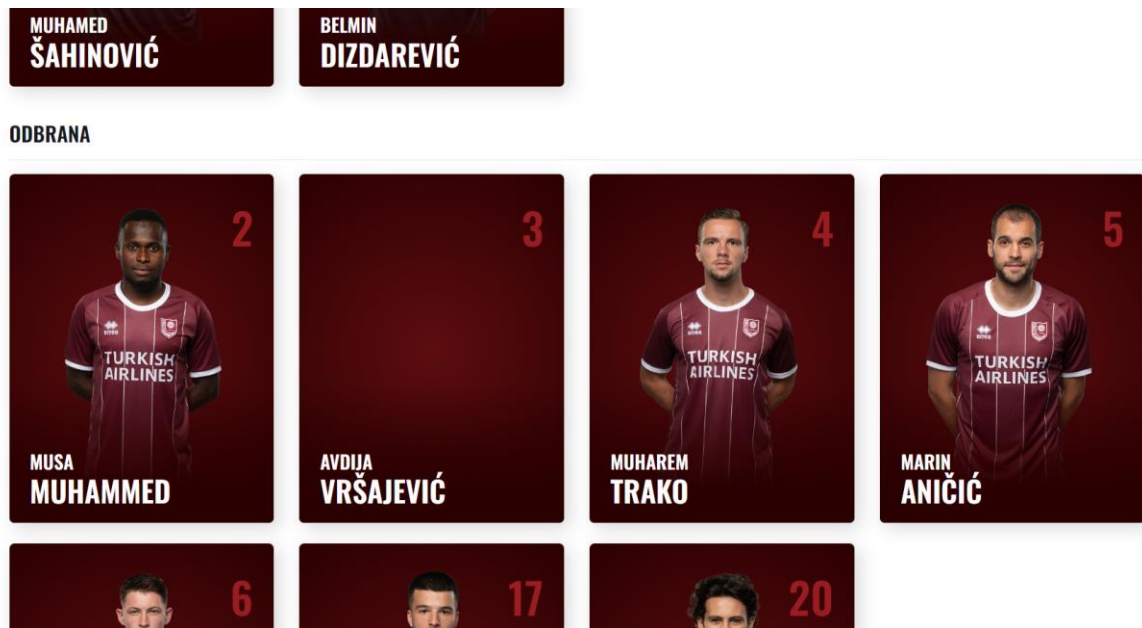 MUHAMED
ŠAHINOVIĆ
BELMIN
DIZDAREVIĆ
ODBRANA
2
TURKISH
AIRLINES
MUSA
MUHAMMED
3
AVDIJA
VRŠAJEVIĆ
4
TURKISH
AIRLINES
MUHAREM
TRAKO
5
TURKISH
AIRLINES
MARIN
ANIČIĆ
6
17
20